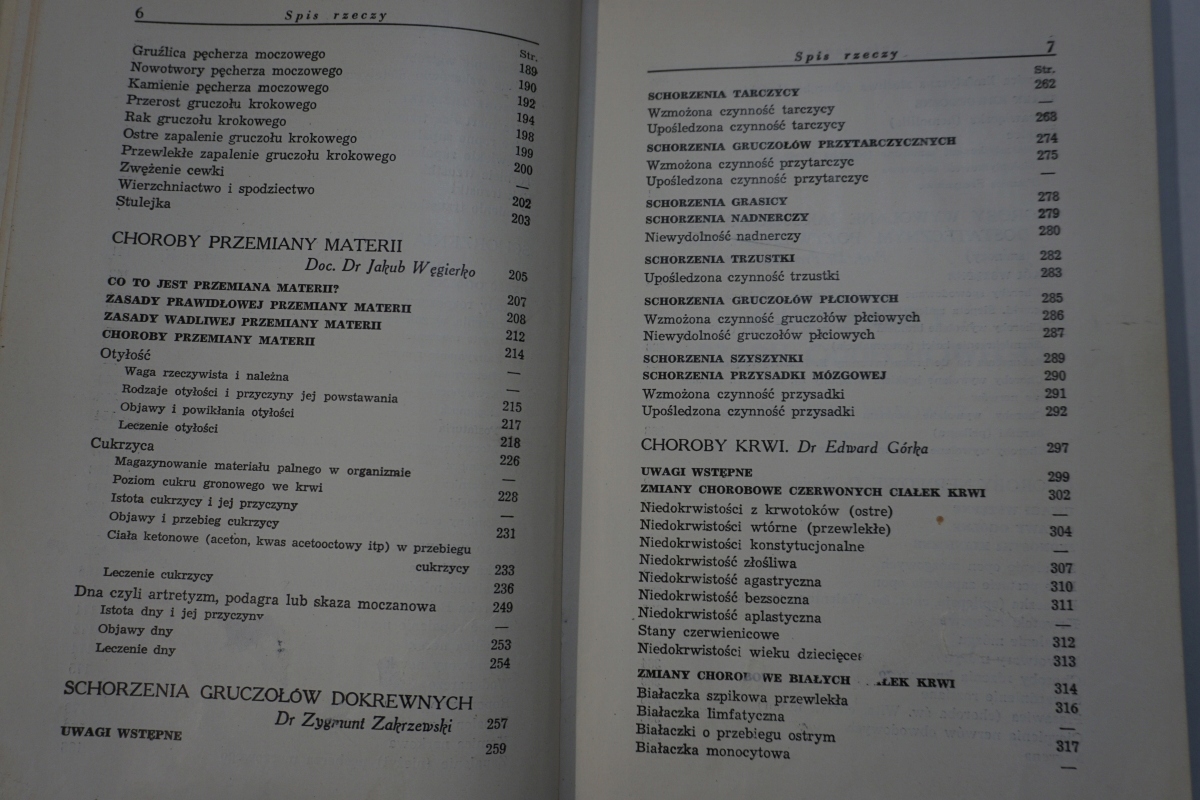 6 Spis rzeczy
Str.
Gruźlica pęcherza moczowego 189
Nowotwory pęcherza moczowego 190
Kamienie pęcherza moczowego 192
Przerost gruczołu krokowego 194
Rak gruczołu krokowego 198
Ostre zapalenie gruczołu krokowego 199
Przewlekłe zapalenie gruczołu krokowego 200
Zwężenie cewki —
Wierzchniactwo i spodziectwo 202
Stulejka 203
CHOROBY PRZEMIANY MATERII
Doc. Dr Jakub Węgierko 205
CO TO JEST PRZEMIANA MATERII? 207
ZASADY PRAWIDŁOWEJ PRZEMIANY MATERII 208
ZASADY WADLIWEJ PRZEMIANY MATERII 212
CHOROBY PRZEMIANY MATERII 214
Otyłość —
Waga rzeczywista i należna —
Rodzaje otyłości i przyczyny jej powstawania 215
Objawy i powikłania otyłości 217
Leczenie otyłości 218
Cukrzyca 226
Magazynowanie materiału palnego w organizmie —
Poziom cukru gronowego we krwi 228
Istota cukrzycy i jej przyczyny —
Objawy i przebieg cukrzycy 231
Ciała ketonowe (aceton, kwas acetooctowy itp) w przebiegu
cukrzycy 233
Leczenie cukrzycy 236
Dna czyli artretyzm, podagra lub skaza moczanowa 249
Istota dny i jej przyczyny —
Objawy dny 253
Leczenie dny 254
SCHORZENIA GRUCZOŁÓW DOKREWNYCH
Dr Zygmunt Zakrzewski 257
UWAGI WSTĘPNE 259
Spis rzeczy 7
Str.
SCHORZENIA TARCZYCY 262
Wzmożona czynność tarczycy —
Upośledzona czynność tarczycy 268
SCHORZENIA GRUCZOŁÓW PRZYTARCZYCZNYCH 274
Wzmożona czynność przytarczyc 275
Upośledzona czynność przytarczyc —
SCHORZENIA GRASICY 278
SCHORZENIA NADNERCZY 279
Niewydolność nadnerczy 280
SCHORZENIA TRZUSTKI 282
Upośledzona czynność trzustki 283
SCHORZENIA GRUCZOŁÓW PŁCIOWYCH 285
Wzmożona czynność gruczołów płciowych 286
Niewydolność gruczołów płciowych 287
SCHORZENIA SZYSZYNKI 289
SCHORZENIA PRZYSADKI MÓZGOWEJ 290
Wzmożona czynność przysadki 291
Upośledzona czynność przysadki 292
CHOROBY KRWI. Dr Edward Górka 297
UWAGI WSTĘPNE 299
ZMIANY CHOROBOWE CZERWONYCH CIAŁEK KRWI 302
Niedokrwistości z krwotoków (ostre) —
Niedokrwistości wtórne (przewlekłe) 304
Niedokrwistości konstytucjonalne —
Niedokrwistość złośliwa 307
Niedokrwistość agastryczna 310
Niedokrwistość bezsoczna 311
Niedokrwistość aplastyczna —
Stany czerwienicowe 312
Niedokrwistości wieku dziecięcej 313
ZMIANY CHOROBOWE BIAŁYCH CIAŁEK KRWI 314
Białaczka szpikowa przewlekła 316
Białaczka limfatyczna —
Białaczki o przebiegu ostrym 317
Białaczka monocytowa —